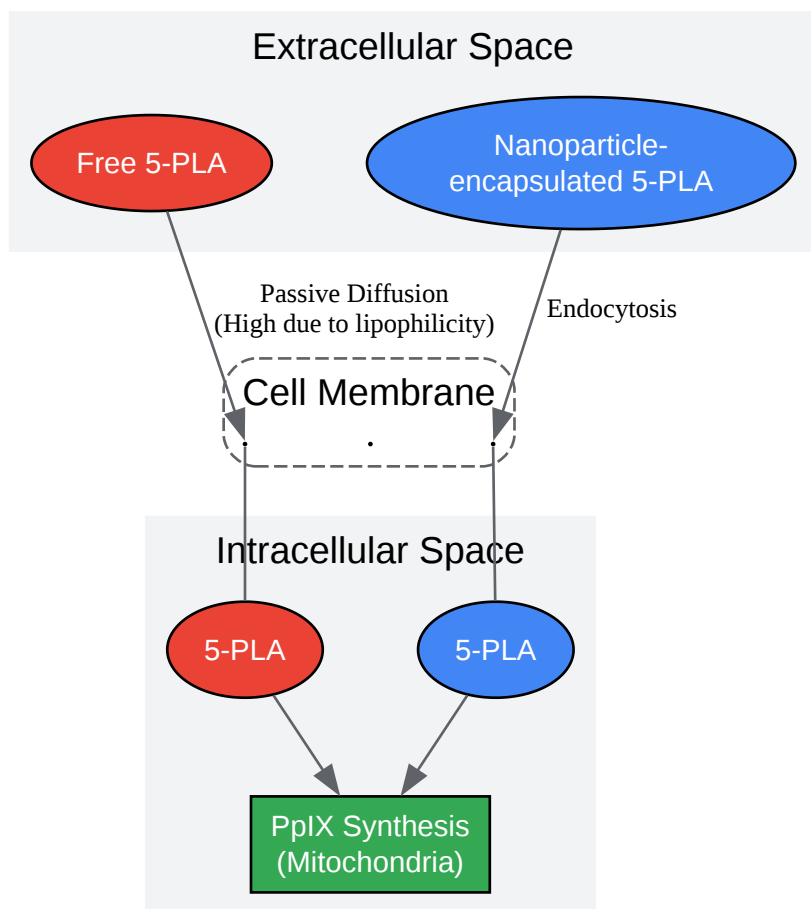 Extracellular Space
Free 5-PLA
Nanoparticle-
encapsulated 5-PLA
Passive Diffusion
(High due to lipophilicity)
Endocytosis
Cell Membrane
Intracellular Space
5-PLA
5-PLA
PpIX Synthesis
(Mitochondria)